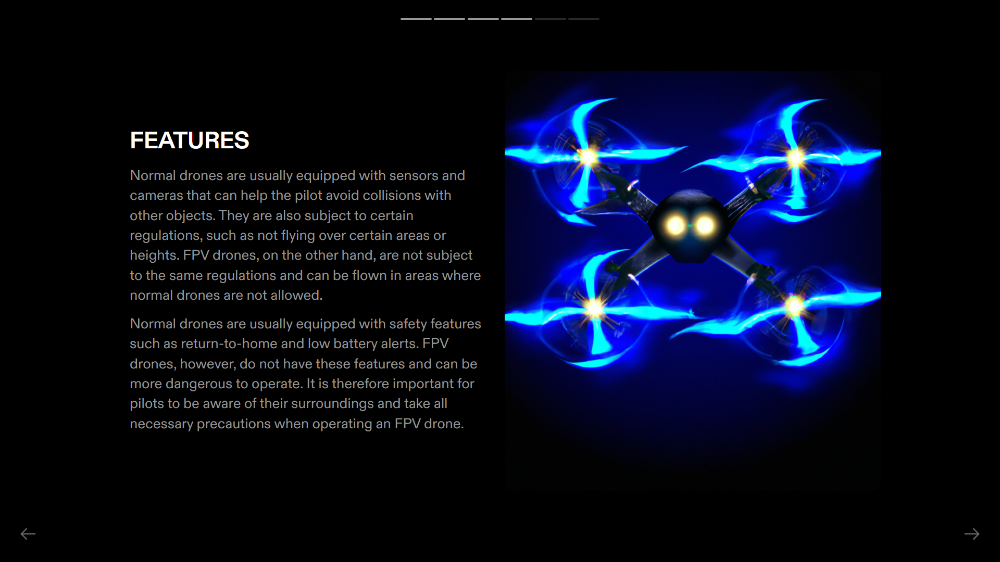 FEATURES
Normal drones are usually equipped with sensors and
cameras that can help the pilot avoid collisions with
other objects. They are also subject to certain
regulations, such as not flying over certain areas or
heights. FPV drones, on the other hand, are not subject
to the same regulations and can be flown in areas where
normal drones are not allowed.
Normal drones are usually equipped with safety features
such as return-to-home and low battery alerts. FPV
drones, however, do not have these features and can be
more dangerous to operate. It is therefore important for
pilots to be aware of their surroundings and take all
necessary precautions when operating an FPV drone.